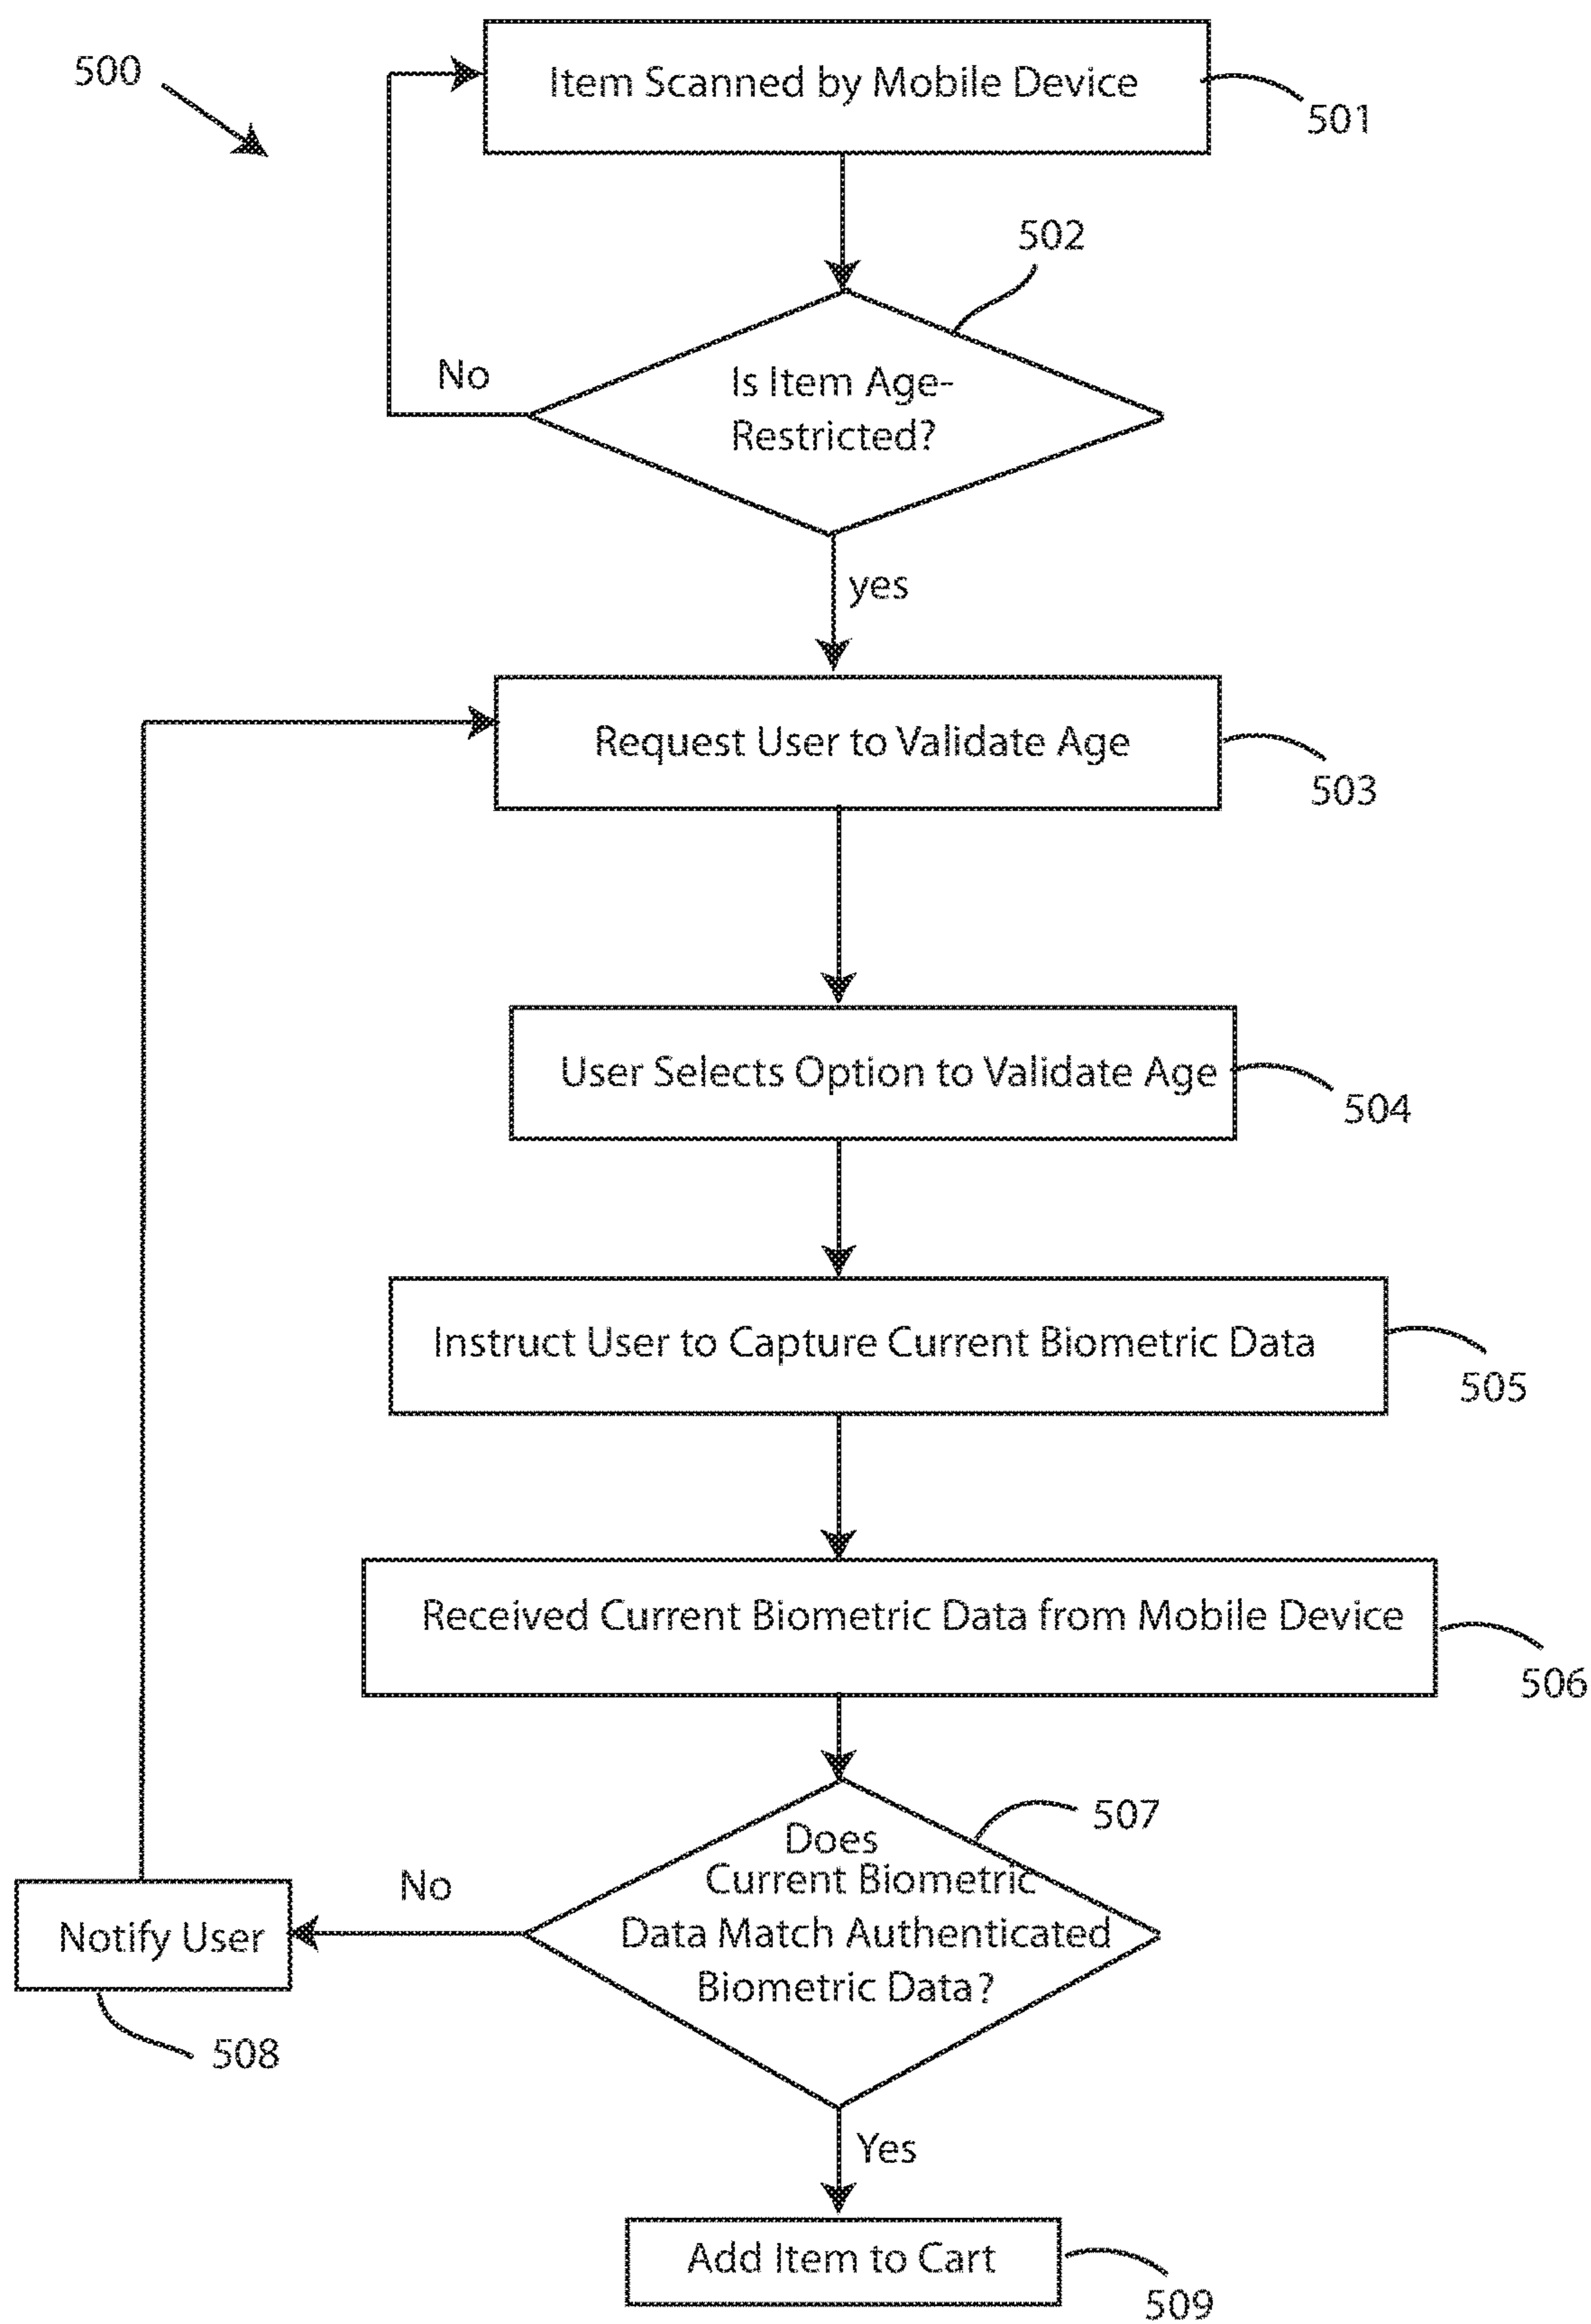 500
Item Scanned by Mobile Device
501
502
No
Is Item Age-
Restricted?
yes
Request User to Validate Age
503
User Selects Option to Validate Age
504
Instruct User to Capture Current Biometric Data
505
Received Current Biometric Data from Mobile Device
506
507
Does
Current Biometric
Data Match Authenticated
Biometric Data?
No
Notify User
508
Yes
Add Item to Cart
509